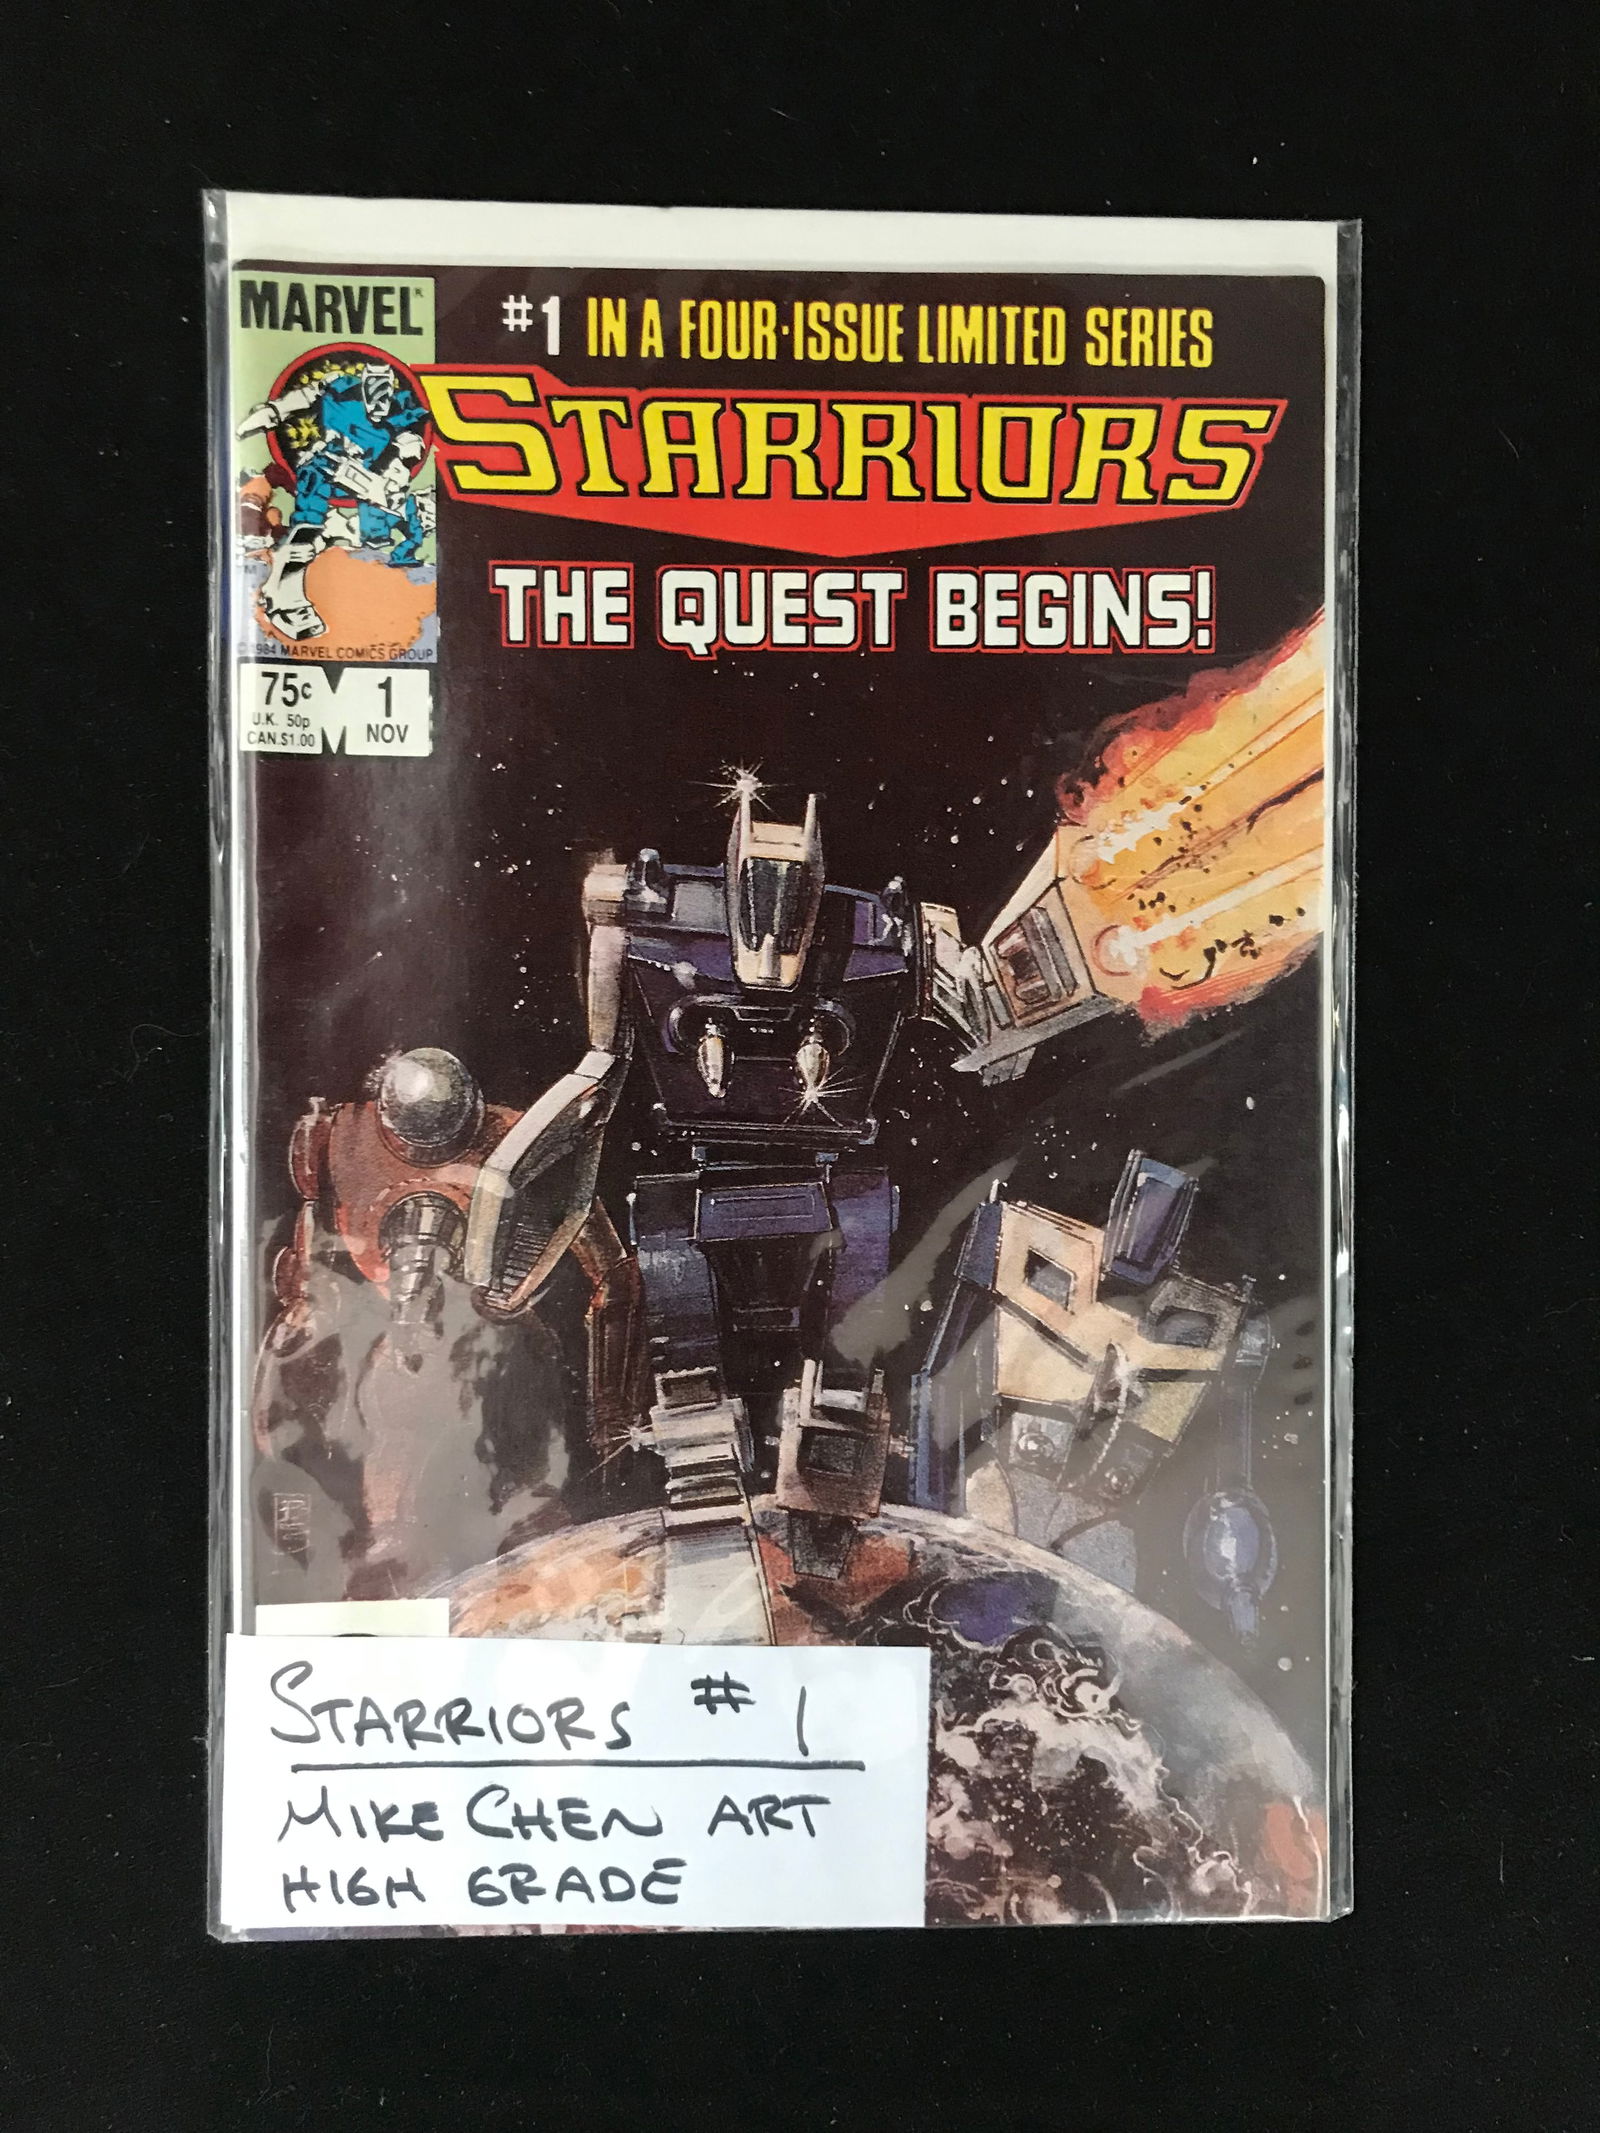 MARVEL®
#1 IN A FOUR-ISSUE LIMITED SERIES
STARRIORS
THE QUEST BEGINS!
TM
© 1984 MARVEL COMICS GROUP
75¢
U.K. 50p
CAN.$1.00
1
NOV
STARRIORS #1
MIKE CHEN ART
HIGH GRADE